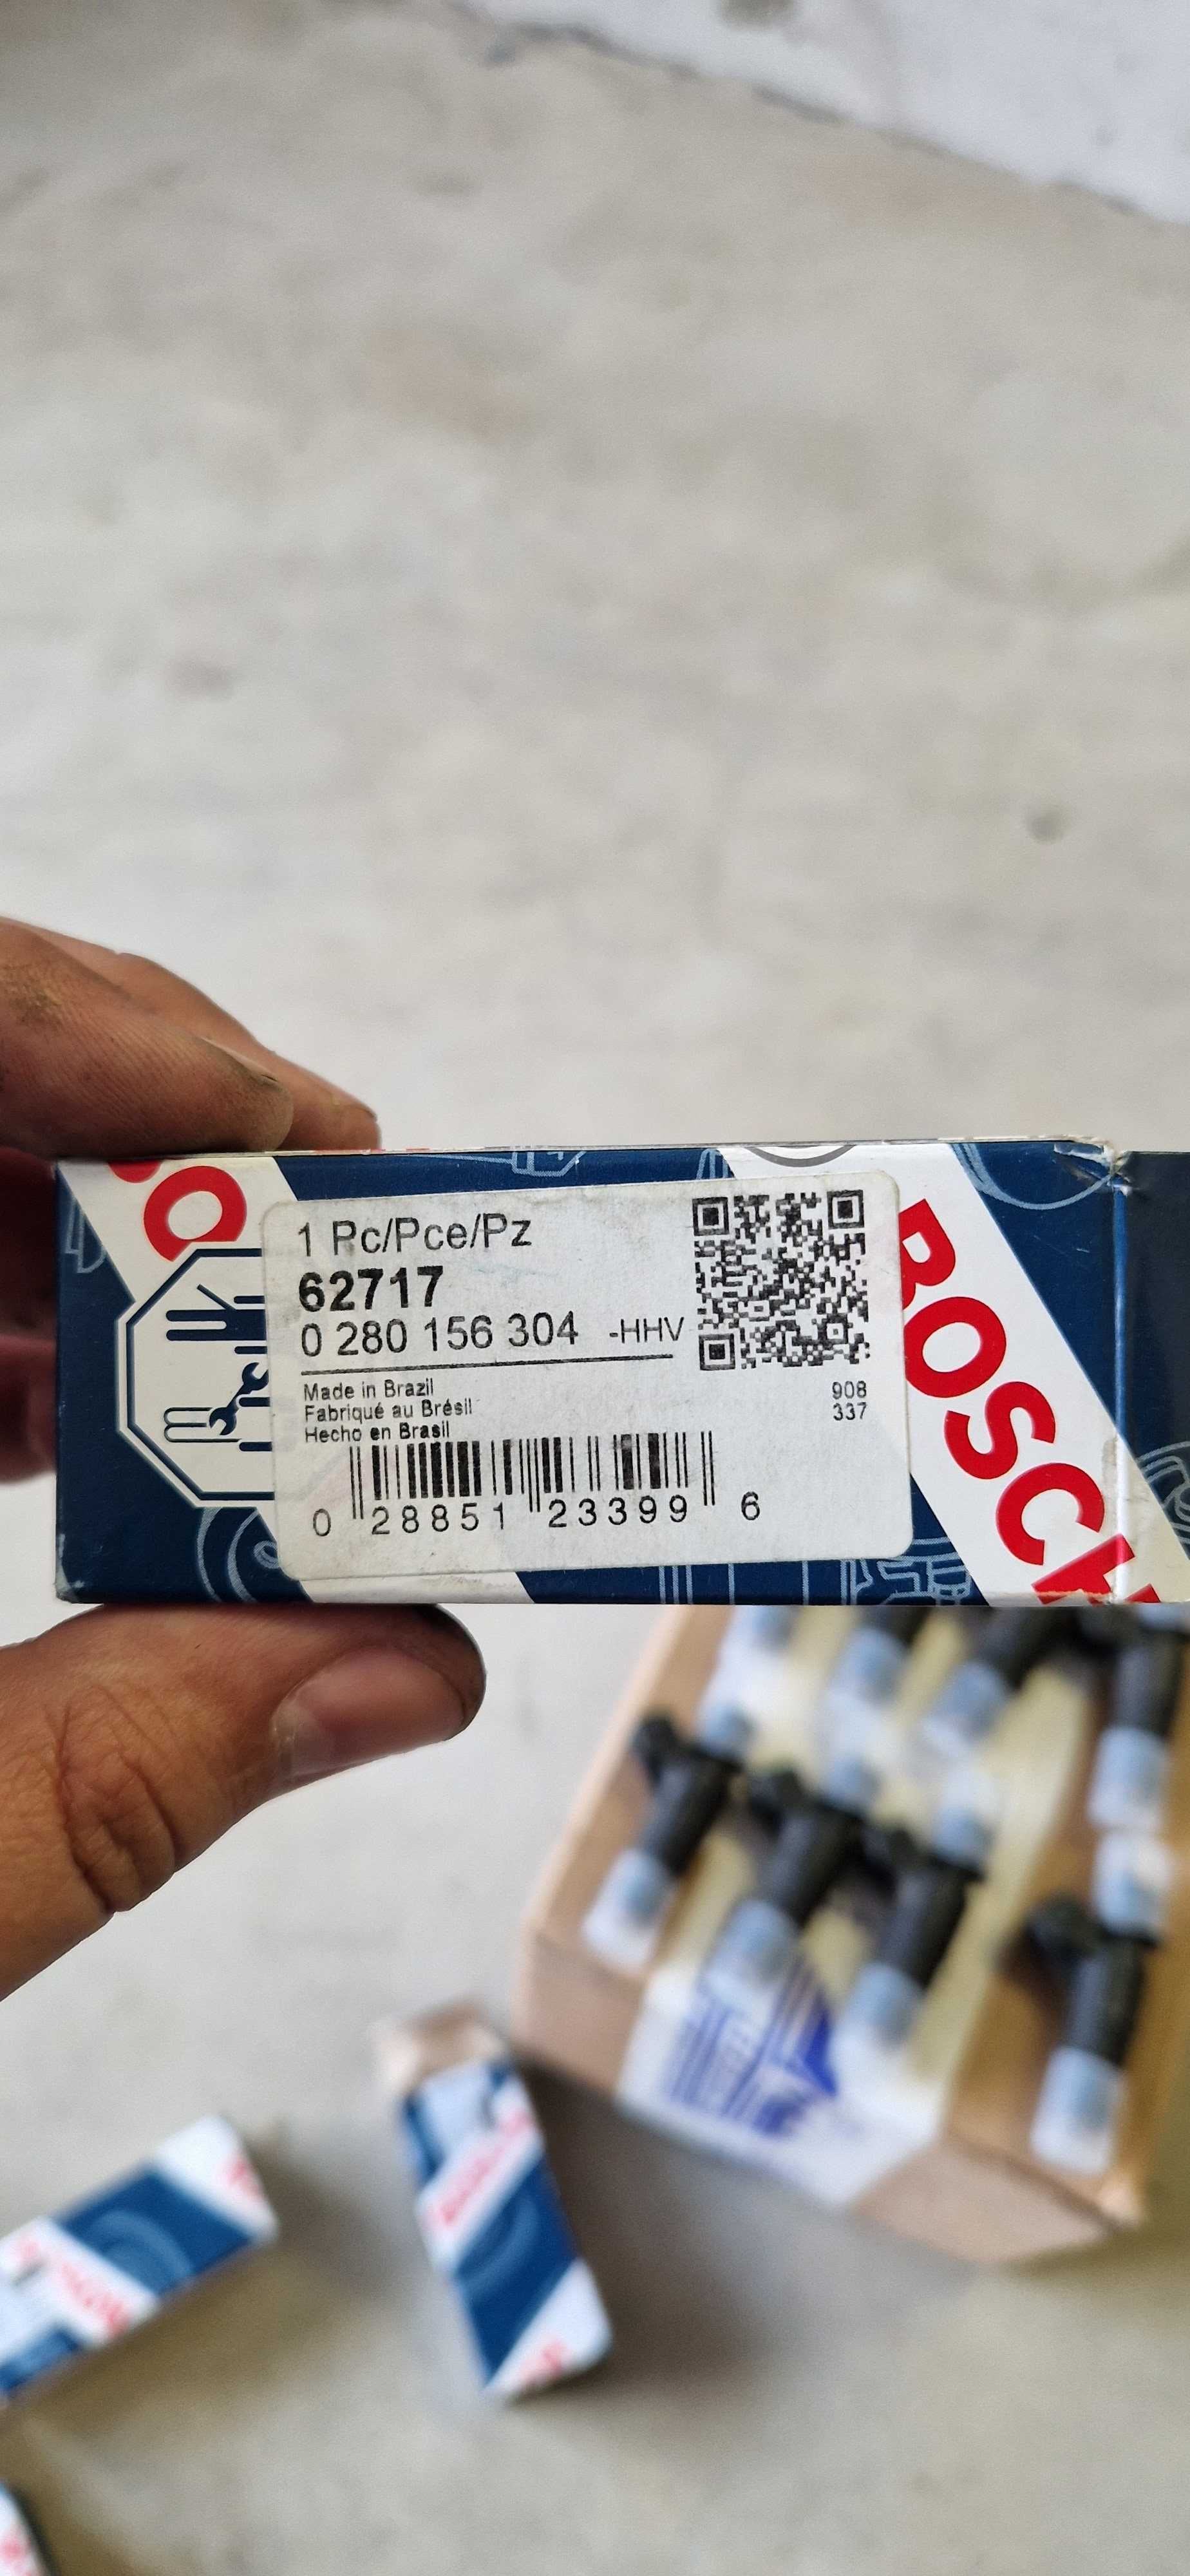 1 Pc/Pce/Pz
62717
0 280 156 304 -HHV
Made in Brazil
Fabriqué au Brésil
Hecho en Brasil
908
337
0 28851 23399 6
BOSCH